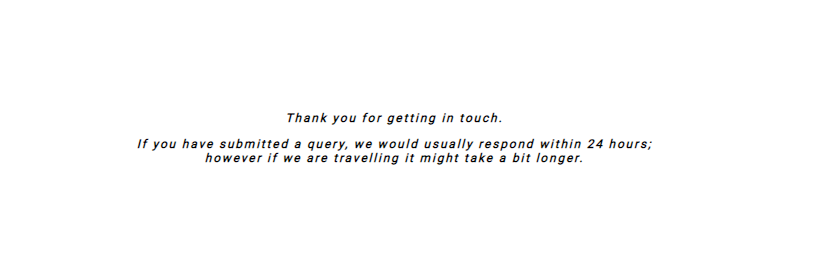 Thank you for getting in touch.
If you have submitted a query, we would usually respond within 24 hours;
however if we are travelling it might take a bit longer.